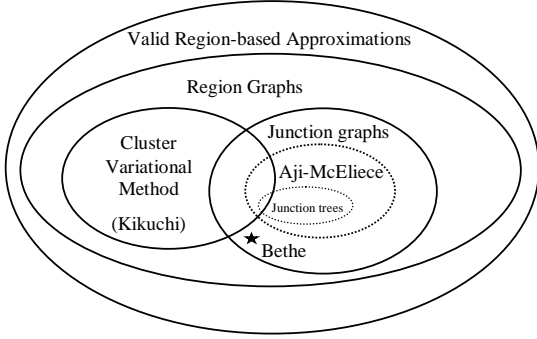 Valid Region-based Approximations
Region Graphs
Cluster
Variational
Method
(Kikuchi)
Junction graphs
Aji-McEliece
Junction trees
Bethe